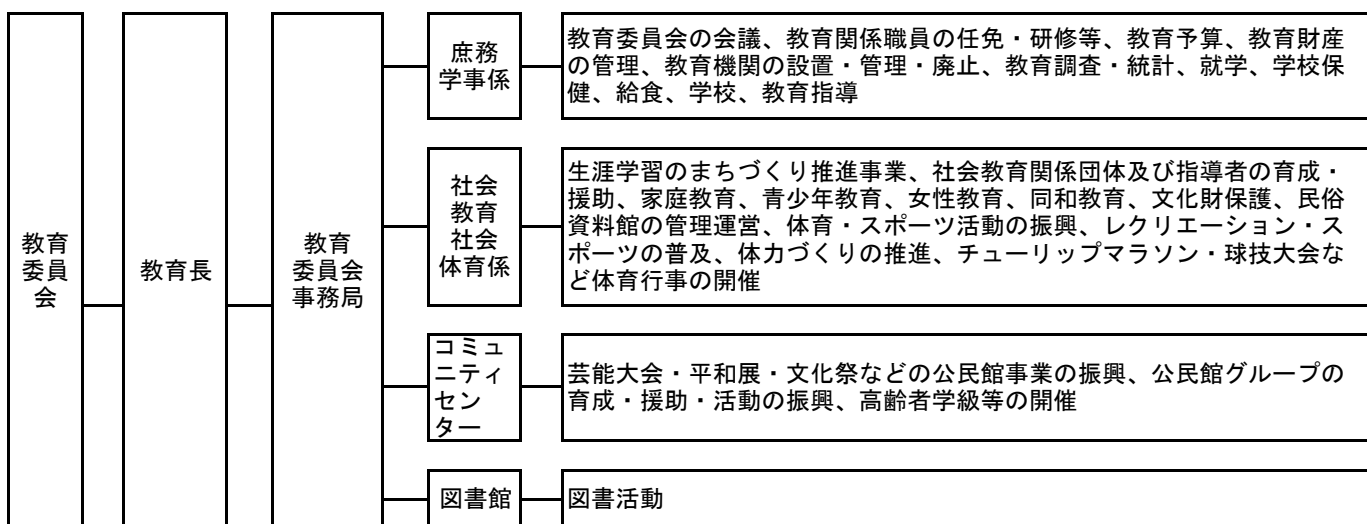 教育
委員
会
教育長
教育
委員会
事務局
庶務
学事係
教育委員会の会議、教育関係職員の任免・研修等、教育予算、教育財産
の管理、教育機関の設置・管理・廃止、教育調査・統計、就学、学校保
健、給食、学校、教育指導
社会
教育
社会
体育係
生涯学習のまちづくり推進事業、社会教育関係団体及び指導者の育成・
援助、家庭教育、青少年教育、女性教育、同和教育、文化財保護、民俗
資料館の管理運営、体育・スポーツ活動の振興、レクリエーション・ス
ポーツの普及、体力づくりの推進、チューリップマラソン・球技大会な
ど体育行事の開催
コミュ
ニティ
セン
ター
芸能大会・平和展・文化祭などの公民館事業の振興、公民館グループの
育成・援助・活動の振興、高齢者学級等の開催
図書館
図書活動